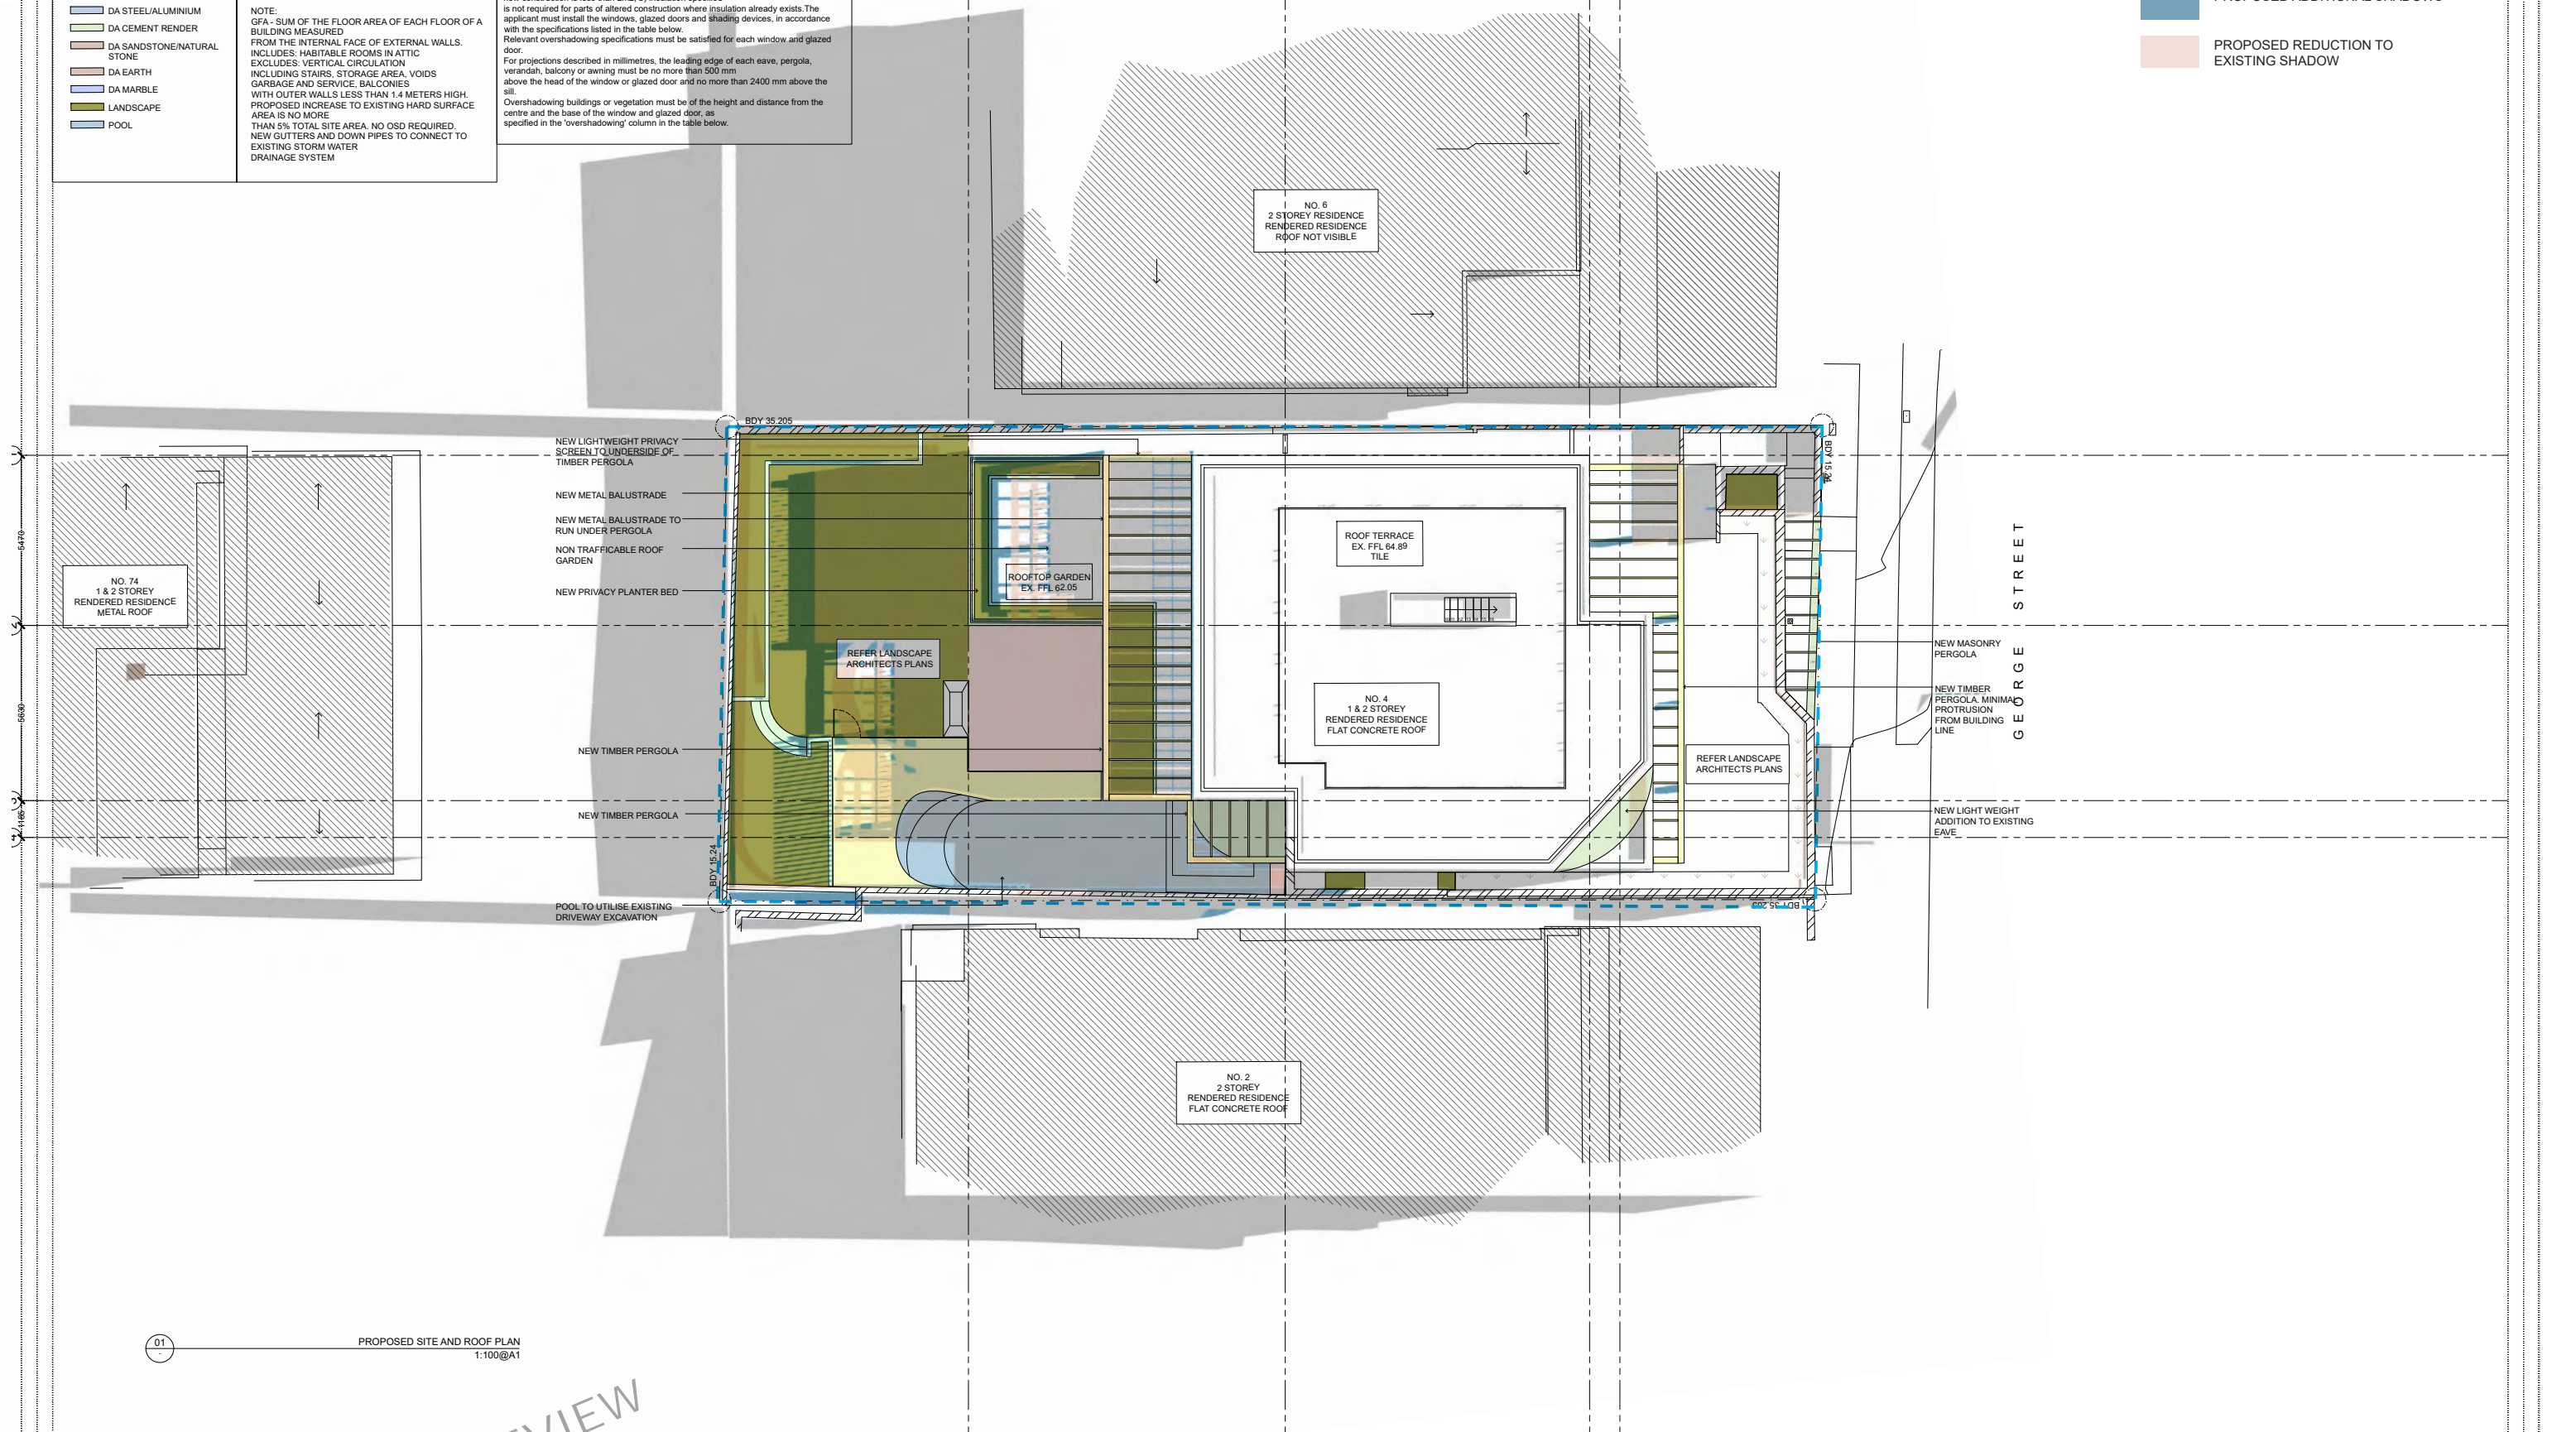 DA STEEL/ALUMINIUM
DA CEMENT RENDER
DA SANDSTONE/NATURAL
STONE
DA EARTH
DA MARBLE
LANDSCAPE
POOL
NOTE:
GFA - SUM OF THE FLOOR AREA OF EACH FLOOR OF A
BUILDING MEASURED
FROM THE INTERNAL FACE OF EXTERNAL WALLS.
INCLUDES: HABITABLE ROOMS IN ATTIC
EXCLUDES: VERTICAL CIRCULATION
INCLUDING STAIRS, STORAGE AREA, VOIDS
GARBAGE AND SERVICE, BALCONIES
WITH OUTER WALLS LESS THAN 1.4 METERS HIGH.
PROPOSED INCREASE TO EXISTING HARD SURFACE
AREA IS NO MORE
THAN 5% TOTAL SITE AREA. NO OSD REQUIRED.
NEW GUTTERS AND DOWN PIPES TO CONNECT TO
EXISTING STORM WATER
DRAINAGE SYSTEM
is not required for parts of altered construction where insulation already exists.The
applicant must install the windows, glazed doors and shading devices, in accordance
with the specifications listed in the table below.
Relevant overshadowing specifications must be satisfied for each window and glazed
door.
For projections described in millimetres, the leading edge of each eave, pergola,
verandah, balcony or awning must be no more than 500 mm
above the head of the window or glazed door and no more than 2400 mm above the
sill.
Overshadowing buildings or vegetation must be of the height and distance from the
centre and the base of the window and glazed door, as
specified in the 'overshadowing' column in the table below.
PROPOSED REDUCTION TO
EXISTING SHADOW
NO. 6
2 STOREY RESIDENCE
RENDERED RESIDENCE
ROOF NOT VISIBLE
BDY 35.205
BDY 15.24
NEW LIGHTWEIGHT PRIVACY
SCREEN TO UNDERSIDE OF
TIMBER PERGOLA
NEW METAL BALUSTRADE
NEW METAL BALUSTRADE TO
RUN UNDER PERGOLA
NON TRAFFICABLE ROOF
GARDEN
NEW PRIVACY PLANTER BED
NEW TIMBER PERGOLA
NEW TIMBER PERGOLA
POOL TO UTILISE EXISTING
DRIVEWAY EXCAVATION
5470
5630
1185
NO. 74
1 & 2 STOREY
RENDERED RESIDENCE
METAL ROOF
ROOFTOP GARDEN
EX. FFL 62.05
REFER LANDSCAPE
ARCHITECTS PLANS
ROOF TERRACE
EX. FFL 64.89
TILE
NO. 4
1 & 2 STOREY
RENDERED RESIDENCE
FLAT CONCRETE ROOF
REFER LANDSCAPE
ARCHITECTS PLANS
NEW MASONRY
PERGOLA
NEW TIMBER
PERGOLA. MINIMAL
PROTRUSION
FROM BUILDING
LINE
NEW LIGHT WEIGHT
ADDITION TO EXISTING
EAVE
GEORGE STREET
BDY 15.24
BDY 35.205
NO. 2
2 STOREY
RENDERED RESIDENCE
FLAT CONCRETE ROOF
01
PROPOSED SITE AND ROOF PLAN
1:100@A1